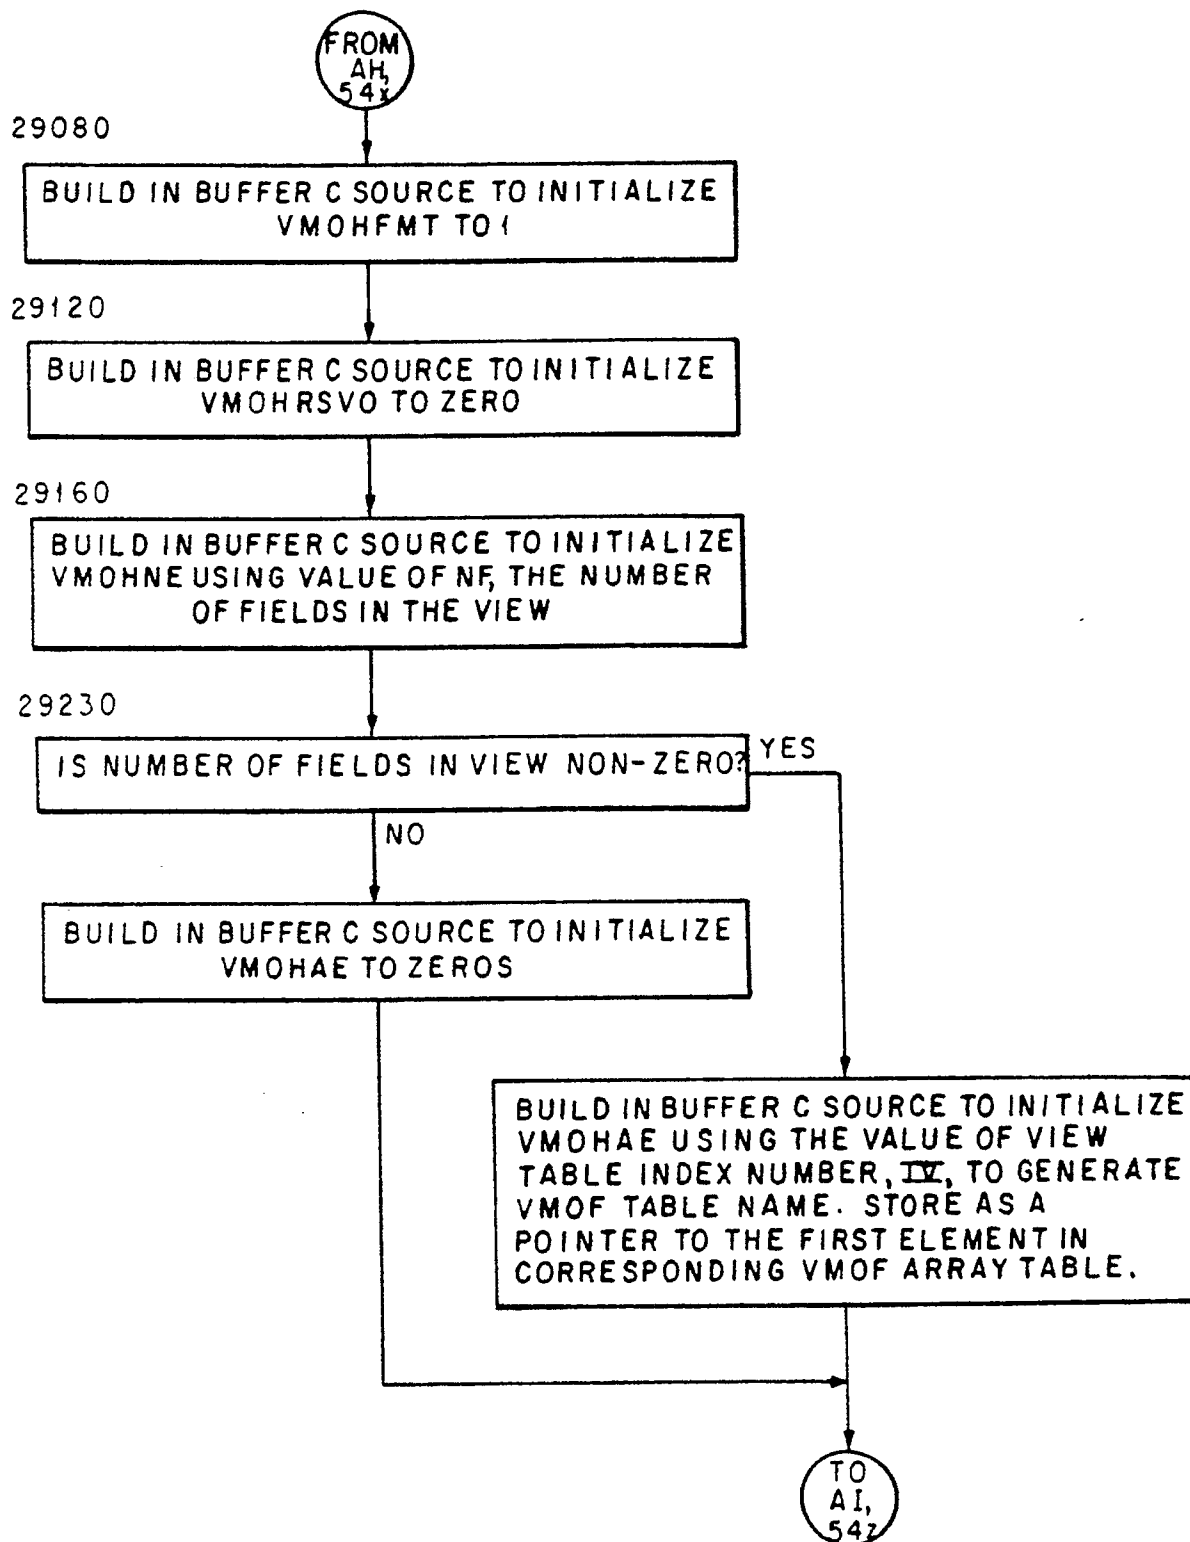 FROM
AH,
54x
29080
BUILD IN BUFFER C SOURCE TO INITIALIZE
VMOHFMT TO 1
29120
BUILD IN BUFFER C SOURCE TO INITIALIZE
VMOHRSVO TO ZERO
29160
BUILD IN BUFFER C SOURCE TO INITIALIZE
VMOHNE USING VALUE OF NF, THE NUMBER
OF FIELDS IN THE VIEW
29230
IS NUMBER OF FIELDS IN VIEW NON-ZERO?
YES
NO
BUILD IN BUFFER C SOURCE TO INITIALIZE
VMOHAE TO ZEROS
BUILD IN BUFFER C SOURCE TO INITIALIZE
VMOHAE USING THE VALUE OF VIEW
TABLE INDEX NUMBER, IV, TO GENERATE
VMOF TABLE NAME. STORE AS A
POINTER TO THE FIRST ELEMENT IN
CORRESPONDING VMOF ARRAY TABLE.
TO
AI,
54z